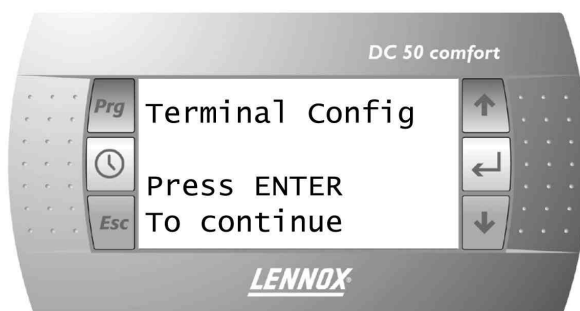 DC 50 comfort
Prg
Terminal Config
Press ENTER
Esc
To continue
LENNOX